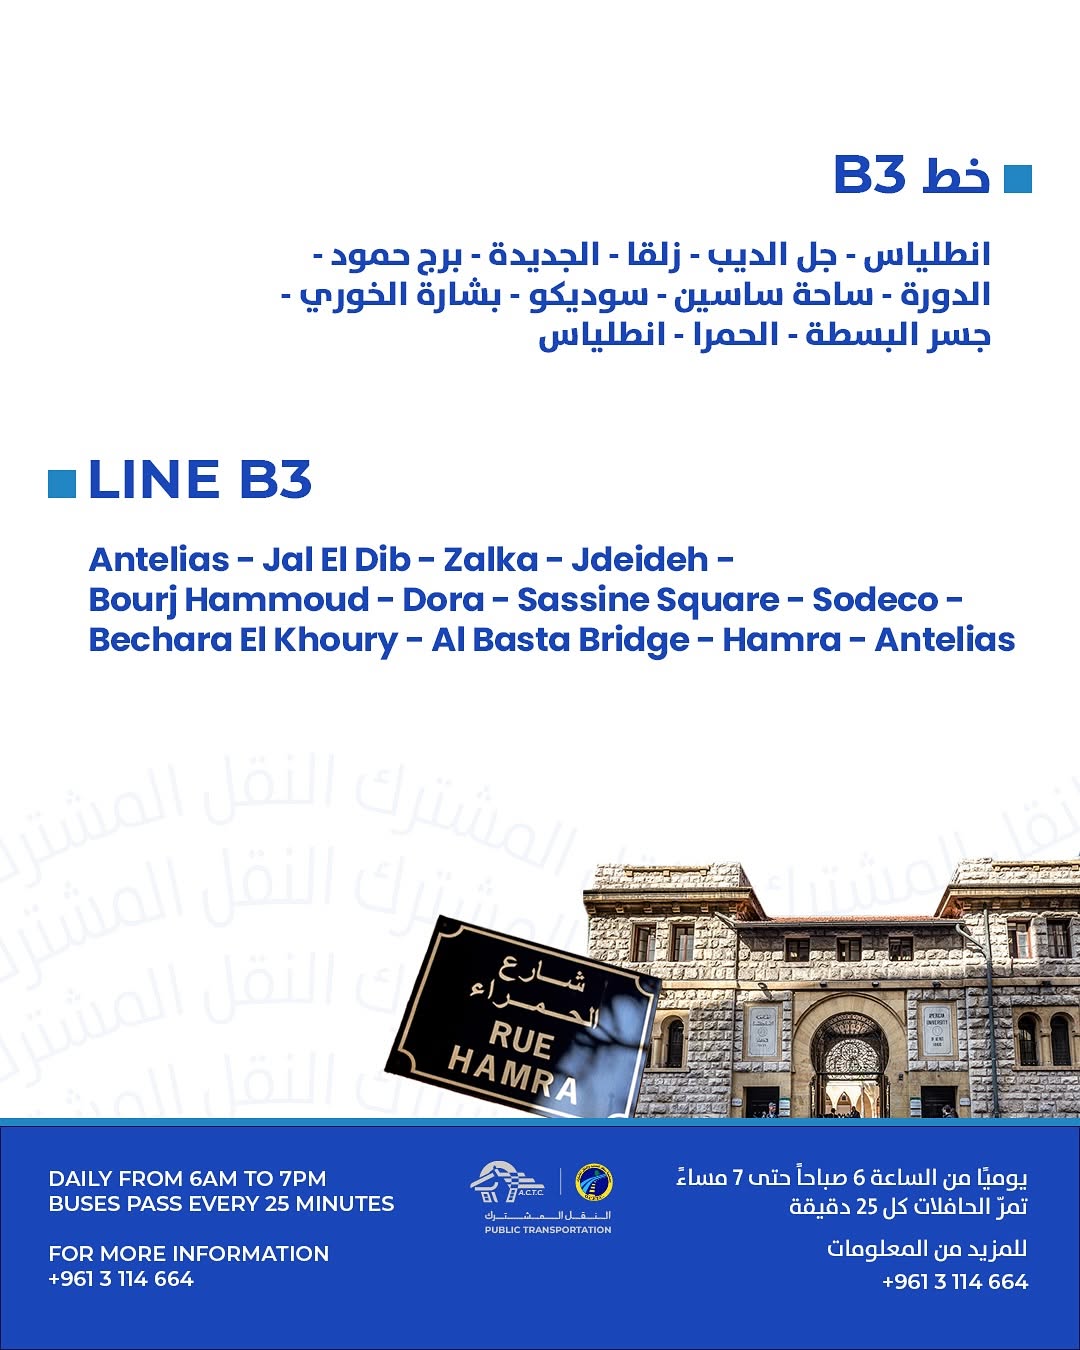 خط B3
انطلياس - جل الديب - زلقا - الجديدة - برج حمود -
الدورة - ساحة ساسين - سوديكو - بشارة الخوري -
جسر البسطة - الحمرا - انطلياس
LINE B3
Antelias - Jal El Dib - Zalka - Jdeideh -
Bourj Hammoud - Dora - Sassine Square - Sodeco -
Bechara El Khoury - Al Basta Bridge - Hamra - Antelias
النقل المشترك
شارع
الحمراء
RUE
HAMRA
AMERICAN
UNIVERSITY
DAILY FROM 6AM TO 7PM
BUSES PASS EVERY 25 MINUTES
FOR MORE INFORMATION
+961 3 114 664
A.C.T.C.
النقل المشترك
PUBLIC TRANSPORTATION
يوميًا من الساعة 6 صباحاً حتى 7 مساءً
تمرّ الحافلات كل 25 دقيقة
للمزيد من المعلومات
+961 3 114 664